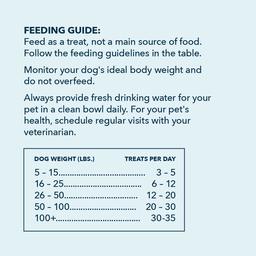 FEEDING GUIDE:
Feed as a treat, not a main source of food.
Follow the feeding guidelines in the table.
Monitor your dog's ideal body weight and
do not overfeed.
Always provide fresh drinking water for your
pet in a clean bowl daily. For your pet's
health, schedule regular visits with your
veterinarian.
DOG WEIGHT (LBS.) TREATS PER DAY
5 – 15.................................... 3 – 5
16 – 25................................ 6 – 12
26 – 50.............................. 12 – 20
50 – 100........................... 20 – 30
100+.................................. 30-35